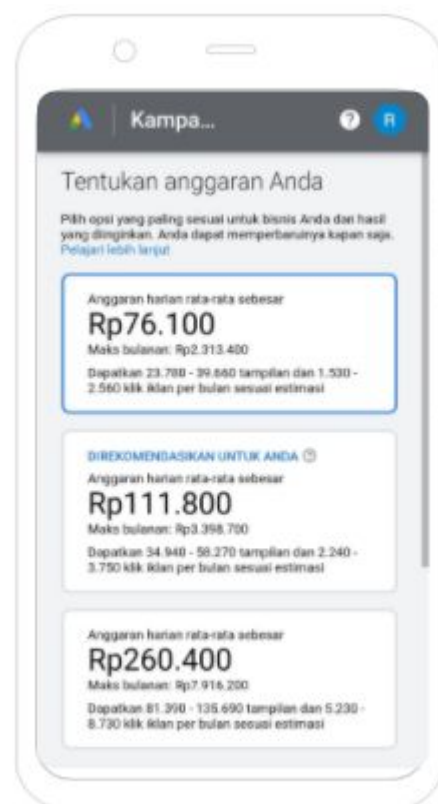 Kampa...
?
R
Tentukan anggaran Anda
Pilih opsi yang paling sesuai untuk bisnis Anda dan hasil
yang diinginkan. Anda dapat memperbaruinya kapan saja.
Pelajari lebih lanjut
Anggaran harian rata-rata sebesar
Rp76.100
Maks bulanan: Rp2.313.400
Dapatkan 23.780 - 39.660 tampilan dan 1.530 -
2.560 klik iklan per bulan sesuai estimasi
DIREKOMENDASIKAN UNTUK ANDA ?
Anggaran harian rata-rata sebesar
Rp111.800
Maks bulanan: Rp3.398.700
Dapatkan 34.940 - 58.270 tampilan dan 2.240 -
3.750 klik iklan per bulan sesuai estimasi
Anggaran harian rata-rata sebesar
Rp260.400
Maks bulanan: Rp7.916.200
Dapatkan 81.390 - 135.690 tampilan dan 5.230 -
8.730 klik iklan per bulan sesuai estimasi